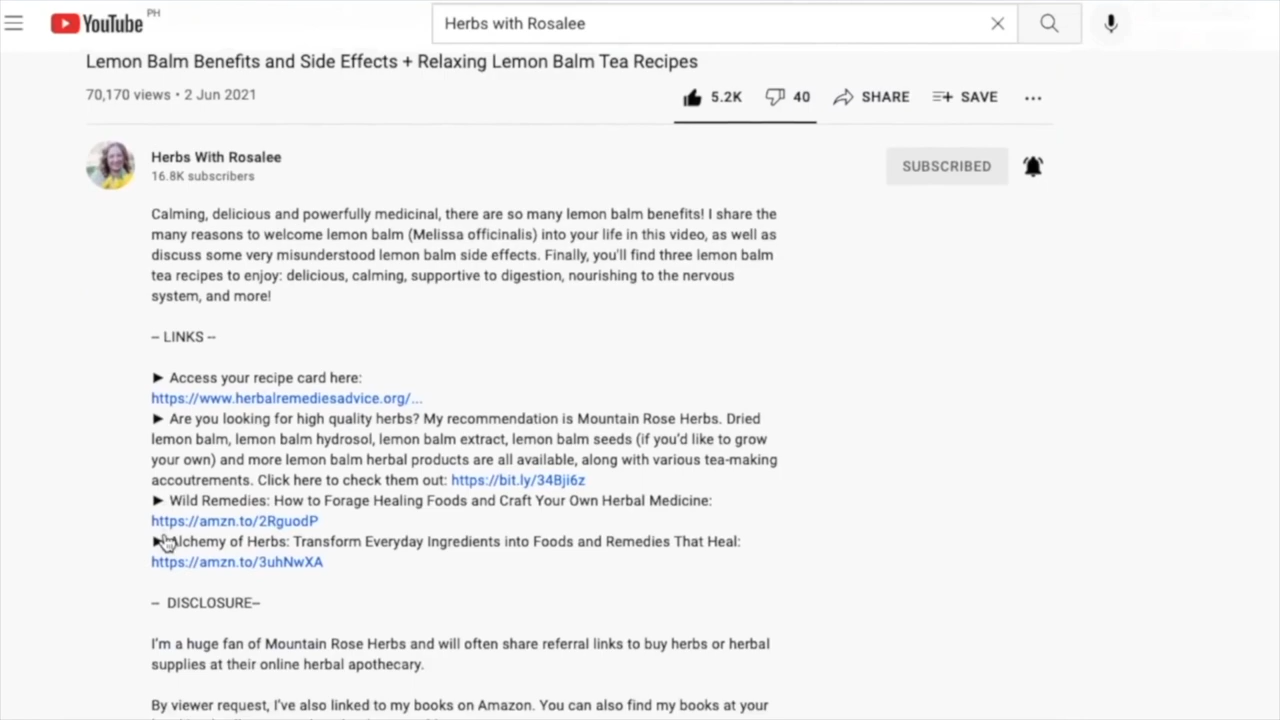 YouTube PH
Herbs with Rosalee
Lemon Balm Benefits and Side Effects + Relaxing Lemon Balm Tea Recipes
70,170 views • 2 Jun 2021
5.2K 40 SHARE SAVE
Herbs With Rosalee
16.8K subscribers
SUBSCRIBED
Calming, delicious and powerfully medicinal, there are so many lemon balm benefits! I share the
many reasons to welcome lemon balm (Melissa officinalis) into your life in this video, as well as
discuss some very misunderstood lemon balm side effects. Finally, you'll find three lemon balm
tea recipes to enjoy: delicious, calming, supportive to digestion, nourishing to the nervous
system, and more!
-- LINKS --
► Access your recipe card here:
https://www.herbalremediesadvice.org/...
► Are you looking for high quality herbs? My recommendation is Mountain Rose Herbs. Dried
lemon balm, lemon balm hydrosol, lemon balm extract, lemon balm seeds (if you'd like to grow
your own) and more lemon balm herbal products are all available, along with various tea-making
accoutrements. Click here to check them out: https://bit.ly/34Bji6z
► Wild Remedies: How to Forage Healing Foods and Craft Your Own Herbal Medicine:
https://amzn.to/2RguodP
► Alchemy of Herbs: Transform Everyday Ingredients into Foods and Remedies That Heal:
https://amzn.to/3uhNwXA
-- DISCLOSURE--
I'm a huge fan of Mountain Rose Herbs and will often share referral links to buy herbs or herbal
supplies at their online herbal apothecary.
By viewer request, I've also linked to my books on Amazon. You can also find my books at your